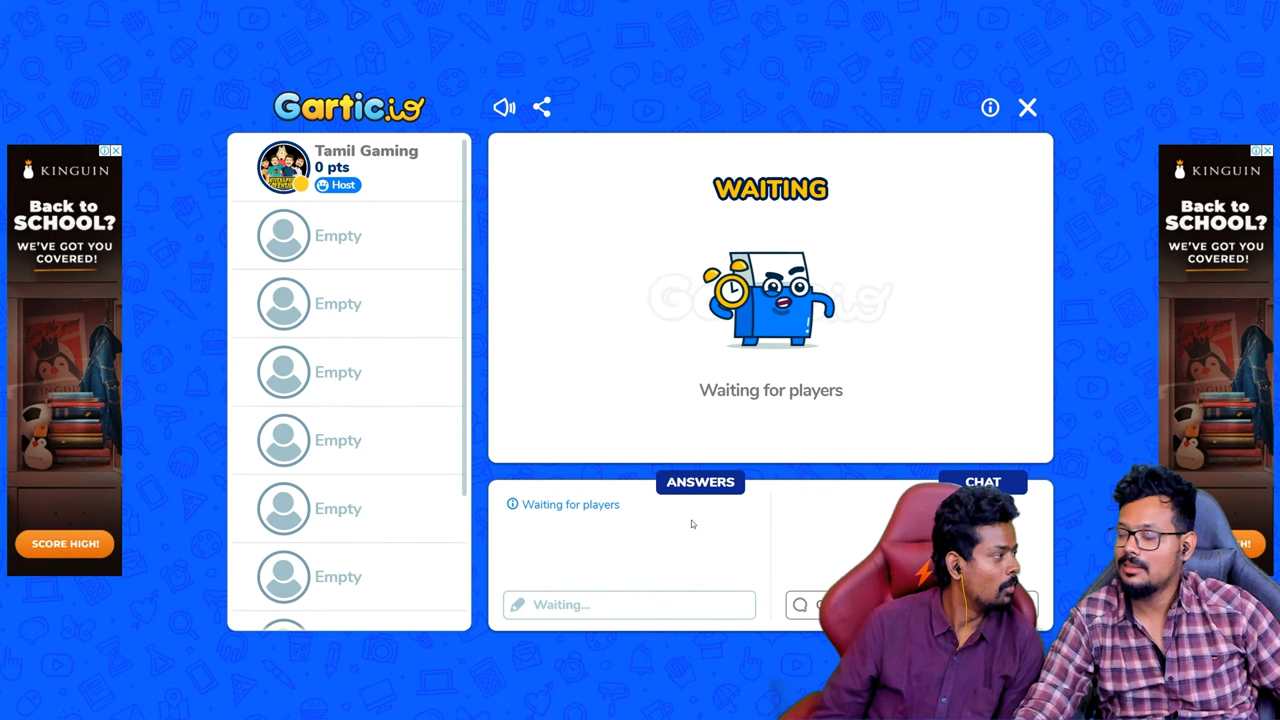 Gartic.io
Tamil Gaming
0 pts
Host
Empty
Empty
Empty
Empty
Empty
Empty
WAITING
Waiting for players
ANSWERS
Waiting for players
Waiting...
CHAT
KINGUIN
Back to
SCHOOL?
WE'VE GOT YOU
COVERED!
SCORE HIGH!
KINGUIN
Back to
SCHOOL?
WE'VE GOT YOU
COVERED!